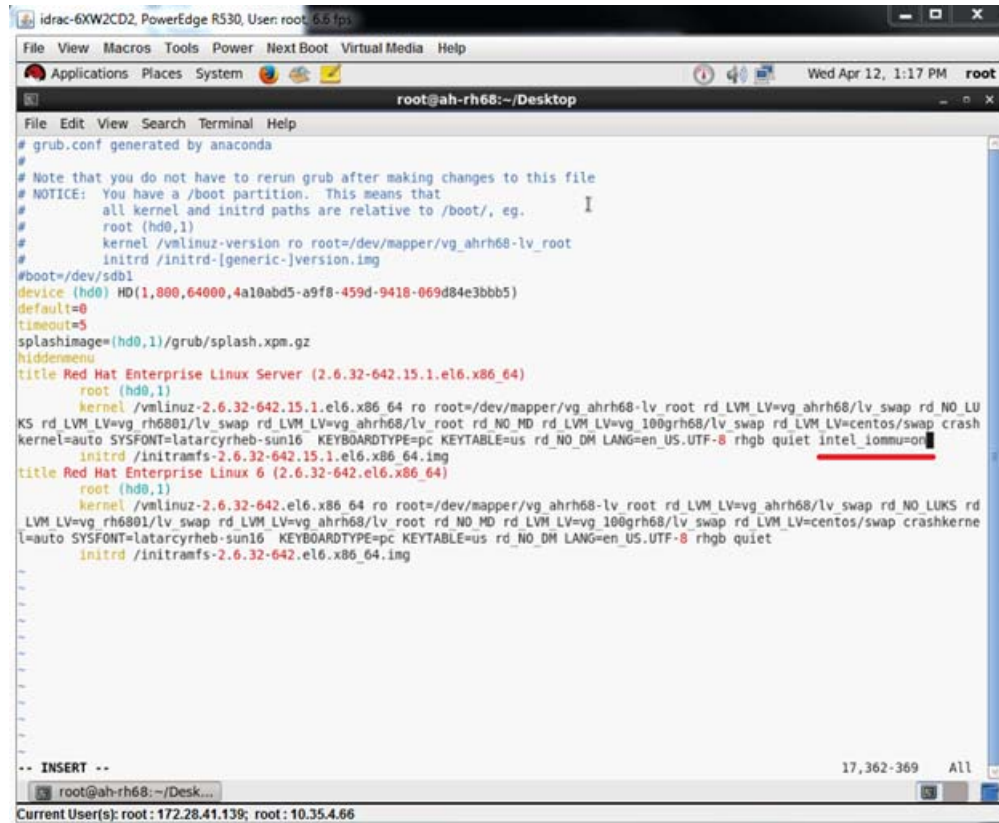 idrac-6XW2CD2, PowerEdge R530, User: root, 6.6 fps
File View Macros Tools Power Next Boot Virtual Media Help
Applications Places System Wed Apr 12, 1:17 PM root
root@ah-rh68:~/Desktop
File Edit View Search Terminal Help
# grub.conf generated by anaconda
#
# Note that you do not have to rerun grub after making changes to this file
# NOTICE:  You have a /boot partition.  This means that
#          all kernel and initrd paths are relative to /boot/, eg.
#          root (hd0,1)
#          kernel /vmlinuz-version ro root=/dev/mapper/vg_ahrh68-lv_root
#          initrd /initrd-[generic-]version.img
#boot=/dev/sdb1
device (hd0) HD(1,800,64000,4a10abd5-a9f8-459d-9418-069d84e3bbb5)
default=0
timeout=5
splashimage=(hd0,1)/grub/splash.xpm.gz
hiddenmenu
title Red Hat Enterprise Linux Server (2.6.32-642.15.1.el6.x86_64)
root (hd0,1)
kernel /vmlinuz-2.6.32-642.15.1.el6.x86_64 ro root=/dev/mapper/vg_ahrh68-lv_root rd_LVM_LV=vg_ahrh68/lv_swap rd_NO_LU
KS rd_LVM_LV=vg_rh6801/lv_swap rd_LVM_LV=vg_ahrh68/lv_root rd_NO_MD rd_LVM_LV=vg_100grh68/lv_swap rd_LVM_LV=centos/swap crash
kernel=auto SYSFONT=latarcyrheb-sun16  KEYBOARDTYPE=pc KEYTABLE=us rd_NO_DM LANG=en_US.UTF-8 rhgb quiet intel_iommu=on
initrd /initramfs-2.6.32-642.15.1.el6.x86_64.img
title Red Hat Enterprise Linux 6 (2.6.32-642.el6.x86_64)
root (hd0,1)
kernel /vmlinuz-2.6.32-642.el6.x86_64 ro root=/dev/mapper/vg_ahrh68-lv_root rd_LVM_LV=vg_ahrh68/lv_swap rd_NO_LUKS rd
_LVM_LV=vg_rh6801/lv_swap rd_LVM_LV=vg_ahrh68/lv_root rd_NO_MD rd_LVM_LV=vg_100grh68/lv_swap rd_LVM_LV=centos/swap crashkerne
l=auto SYSFONT=latarcyrheb-sun16  KEYBOARDTYPE=pc KEYTABLE=us rd_NO_DM LANG=en_US.UTF-8 rhgb quiet
initrd /initramfs-2.6.32-642.el6.x86_64.img
~
~
~
~
~
~
~
~
~
~
~
~
-- INSERT -- 17,362-369 All
root@ah-rh68:~/Desk...
Current User(s): root : 172.28.41.139; root : 10.35.4.66